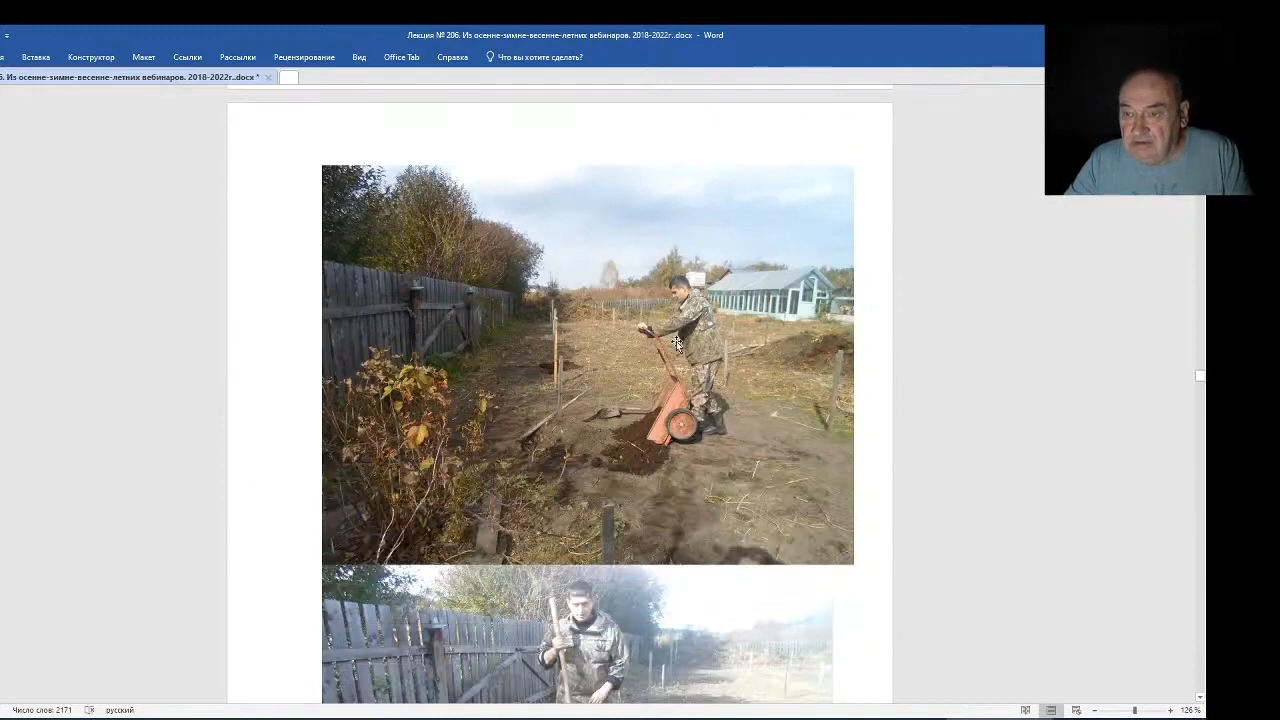 Лекция № 206. Из осенне-зимне-весенне-летних вебинаров. 2018-2022г..docx - Word
Вставка Конструктор Макет Ссылки Рассылки Рецензирование Вид Office Tab Справка Что вы хотите сделать?
6. Из осенне-зимне-весенне-летних вебинаров. 2018-2022г..docx *
Число слов: 2171 русский 126 %